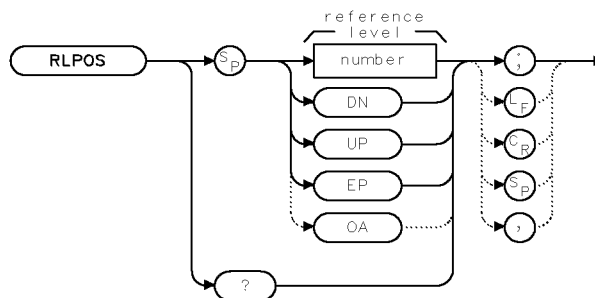 reference
level
RLPOS
SP
number
;
DN
LF
UP
CR
EP
SP
OA
,
?